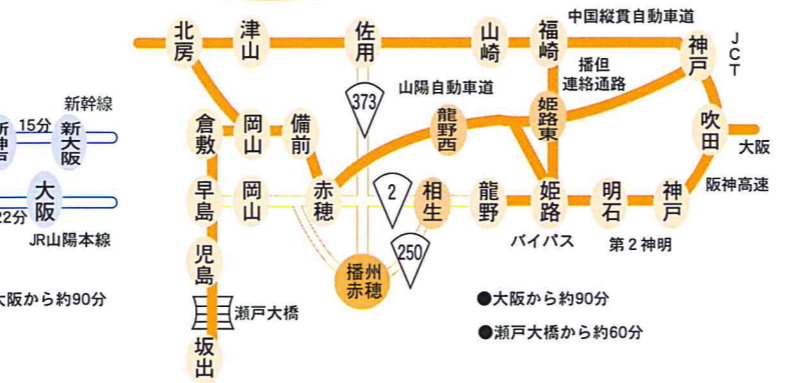 中国縦貫自動車道
北房
津山
佐用
山崎
福崎
神戸
JCT
播但
連絡通路
山陽自動車道
373
新幹線
15分
新神戸
新大阪
倉敷
岡山
備前
龍野西
姫路東
吹田
大阪
阪神高速
22分
大阪
JR山陽本線
早島
岡山
赤穂
2
相生
龍野
姫路
明石
神戸
バイパス
第2神明
250
児島
播州
赤穂
大阪から約90分
●大阪から約90分
瀬戸大橋
●瀬戸大橋から約60分
坂出